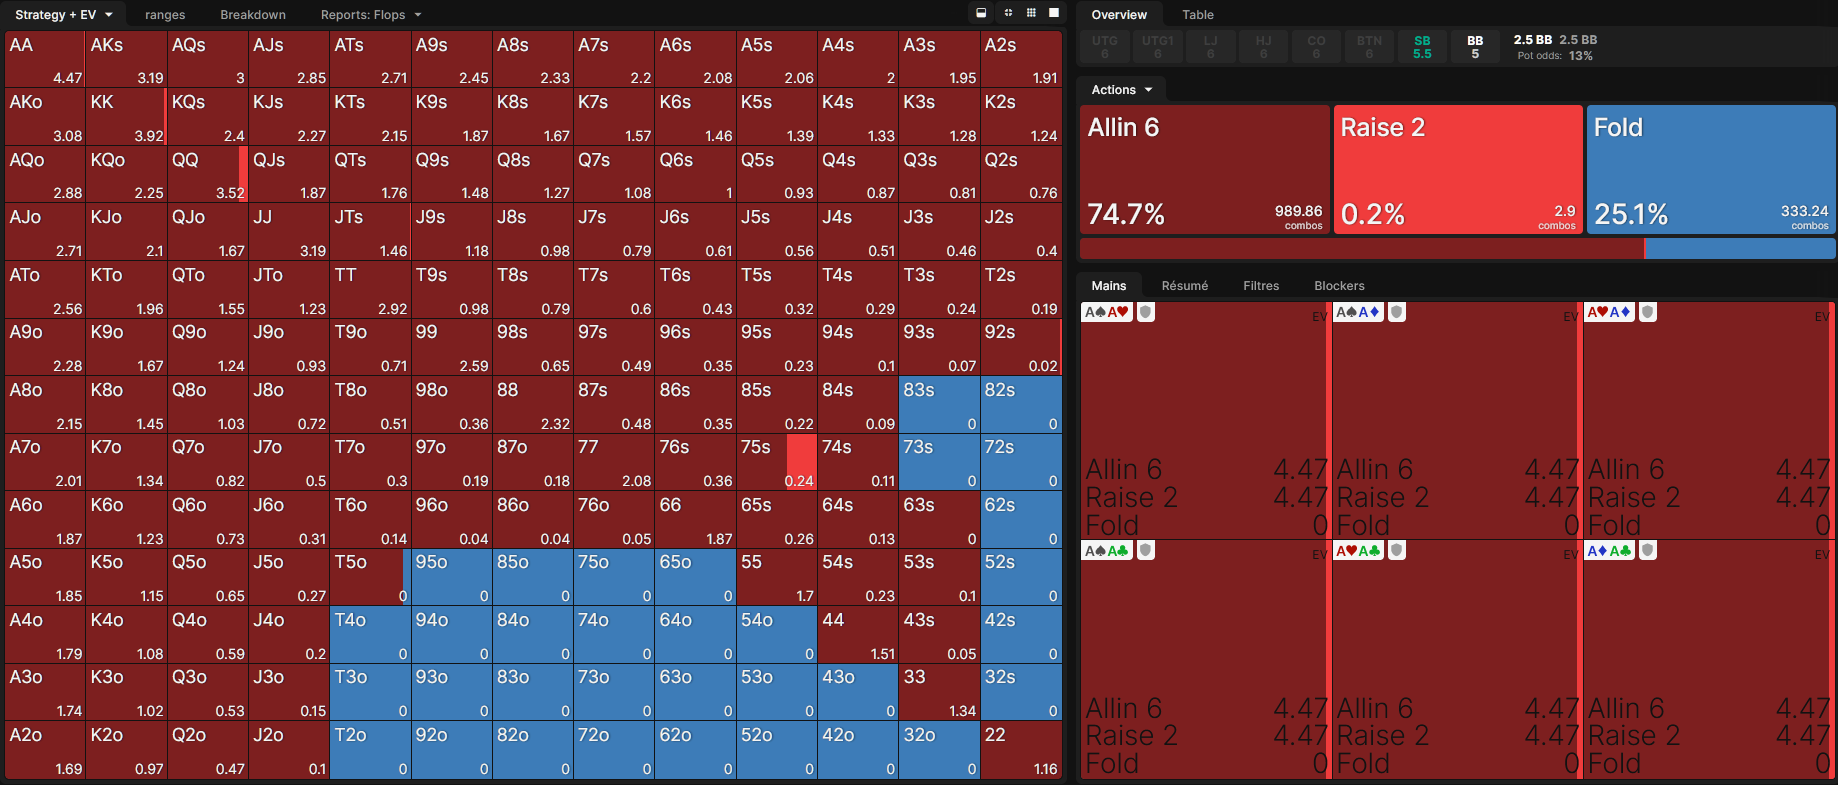 Strategy + EV ranges Breakdown Reports: Flops
AA AKs AQs AJs ATs A9s A8s A7s A6s A5s A4s A3s A2s
4.47 3.19 3 2.85 2.71 2.45 2.33 2.2 2.08 2.06 2 1.95 1.91
AKo KK KQs KJs KTs K9s K8s K7s K6s K5s K4s K3s K2s
3.08 3.92 2.4 2.27 2.15 1.87 1.67 1.57 1.46 1.39 1.33 1.28 1.24
AQo KQo QQ QJs QTs Q9s Q8s Q7s Q6s Q5s Q4s Q3s Q2s
2.88 2.25 3.52 1.87 1.76 1.48 1.27 1.08 1 0.93 0.87 0.81 0.76
AJo KJo QJo JJ JTs J9s J8s J7s J6s J5s J4s J3s J2s
2.71 2.1 1.67 3.19 1.46 1.18 0.98 0.79 0.61 0.56 0.51 0.46 0.4
ATo KTo QTo JTo TT T9s T8s T7s T6s T5s T4s T3s T2s
2.56 1.96 1.55 1.23 2.92 0.98 0.79 0.6 0.43 0.32 0.29 0.24 0.19
A9o K9o Q9o J9o T9o 99 98s 97s 96s 95s 94s 93s 92s
2.28 1.67 1.24 0.93 0.71 2.59 0.65 0.49 0.35 0.23 0.1 0.07 0.02
A8o K8o Q8o J8o T8o 98o 88 87s 86s 85s 84s 83s 82s
2.15 1.45 1.03 0.72 0.51 0.36 2.32 0.48 0.35 0.22 0.09 0 0
A7o K7o Q7o J7o T7o 97o 87o 77 76s 75s 74s 73s 72s
2.01 1.34 0.82 0.5 0.3 0.19 0.18 2.08 0.36 0.24 0.11 0 0
A6o K6o Q6o J6o T6o 96o 86o 76o 66 65s 64s 63s 62s
1.87 1.23 0.73 0.31 0.14 0.04 0.04 0.05 1.87 0.26 0.13 0 0
A5o K5o Q5o J5o T5o 95o 85o 75o 65o 55 54s 53s 52s
1.85 1.15 0.65 0.27 0 0 0 0 0 1.7 0.23 0.1 0
A4o K4o Q4o J4o T4o 94o 84o 74o 64o 54o 44 43s 42s
1.79 1.08 0.59 0.2 0 0 0 0 0 0 1.51 0.05 0
A3o K3o Q3o J3o T3o 93o 83o 73o 63o 53o 43o 33 32s
1.74 1.02 0.53 0.15 0 0 0 0 0 0 0 1.34 0
A2o K2o Q2o J2o T2o 92o 82o 72o 62o 52o 42o 32o 22
1.69 0.97 0.47 0.1 0 0 0 0 0 0 0 0 1.16
Overview Table
UTG UTG1 LJ HJ CO BTN SB BB 2.5 BB 2.5 BB
6 6 6 6 6 6 5.5 5 Pot odds: 13%
Actions
Allin 6 Raise 2 Fold
74.7% 989.86 0.2% 2.9 25.1% 333.24
combos combos combos
Mains Résumé Filtres Blockers
A♠A♥ EV A♠A♦ EV A♥A♦ EV
Allin 6 4.47 Allin 6 4.47 Allin 6 4.47
Raise 2 4.47 Raise 2 4.47 Raise 2 4.47
Fold 0 Fold 0 Fold 0
A♠A♣ EV A♥A♣ EV A♦A♣ EV
Allin 6 4.47 Allin 6 4.47 Allin 6 4.47
Raise 2 4.47 Raise 2 4.47 Raise 2 4.47
Fold 0 Fold 0 Fold 0